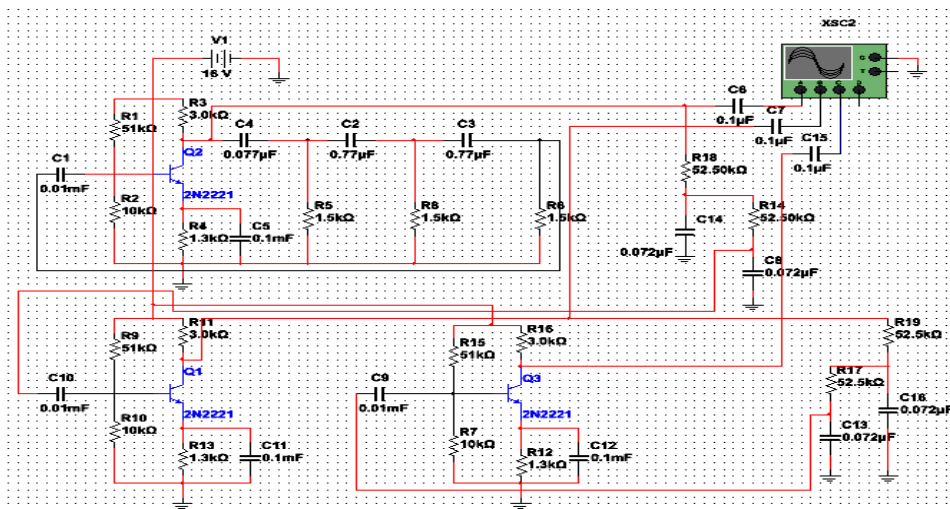 XSC2
V1
16 V
G
T
A B C D
C6
0.1µF
C7
0.1µF
C15
0.1µF
R1
51kΩ
R3
3.0kΩ
C4
0.077µF
C2
0.77µF
C3
0.77µF
Q2
2N2221
C1
0.01mF
R2
10kΩ
R4
1.3kΩ
C5
0.1mF
R5
1.5kΩ
R8
1.5kΩ
R6
1.5kΩ
R18
52.50kΩ
R14
52.50kΩ
C14
0.072µF
C8
0.072µF
R9
51kΩ
R11
3.0kΩ
Q1
2N2221
C10
0.01mF
R10
10kΩ
R13
1.3kΩ
C11
0.1mF
R15
51kΩ
R16
3.0kΩ
Q3
2N2221
C9
0.01mF
R7
10kΩ
R12
1.3kΩ
C12
0.1mF
R19
52.5kΩ
R17
52.5kΩ
C16
0.072µF
C13
0.072µF